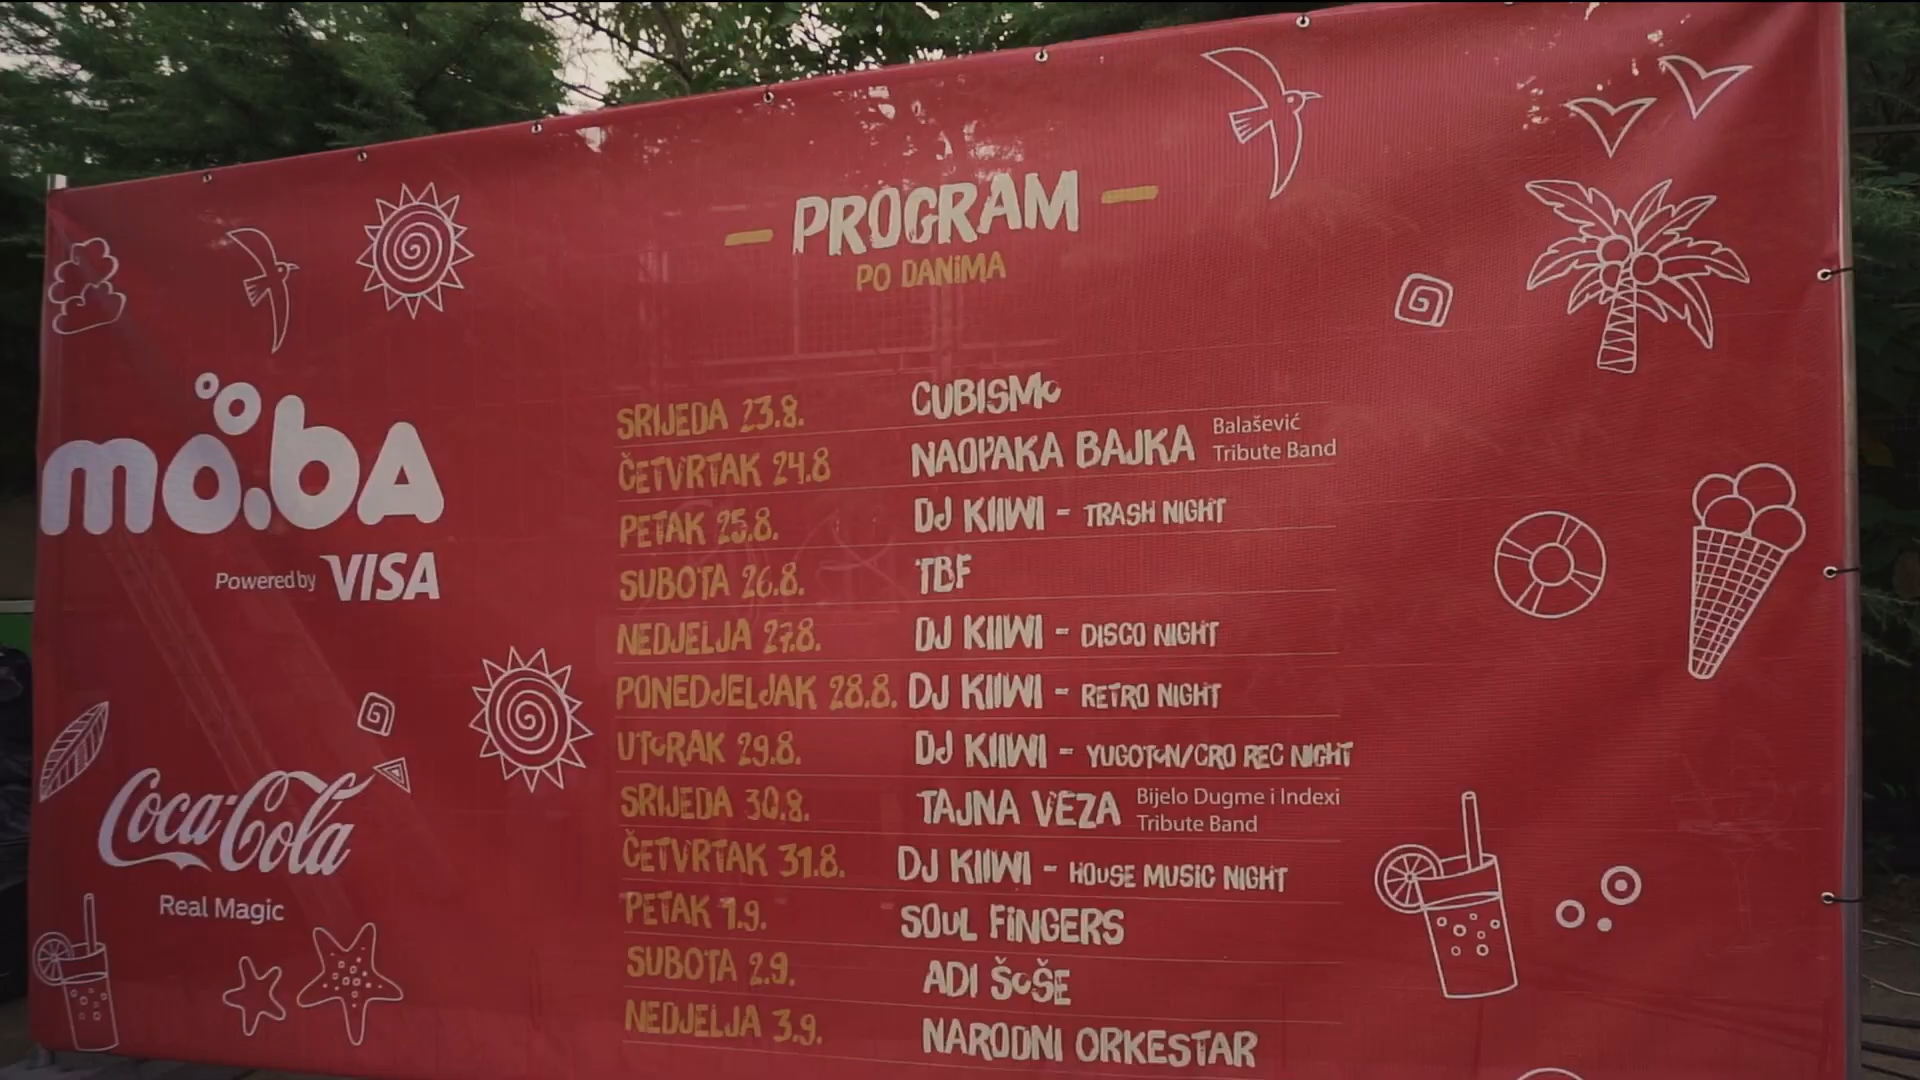 PROGRAM
PO DANIMA
mo.bA
Powered by VISA
Coca-Cola
Real Magic
SRIJEDA 23.8. CUBISMO
ČETVRTAK 24.8 NAOPAKA BAJKA Balašević Tribute Band
PETAK 25.8. DJ KIIWI - TRASH NIGHT
SUBOTA 26.8. TBF
NEDJELJA 27.8. DJ KIIWI - DISCO NIGHT
PONEDJELJAK 28.8. DJ KIIWI - RETRO NIGHT
UTORAK 29.8. DJ KIIWI - YUGOTON/CRO REC NIGHT
SRIJEDA 30.8. TAJNA VEZA Bijelo Dugme i Indexi Tribute Band
ČETVRTAK 31.8. DJ KIIWI - HOUSE MUSIC NIGHT
PETAK 1.9. SOUL FINGERS
SUBOTA 2.9. ADI ŠOŠE
NEDJELJA 3.9. NARODNI ORKESTAR